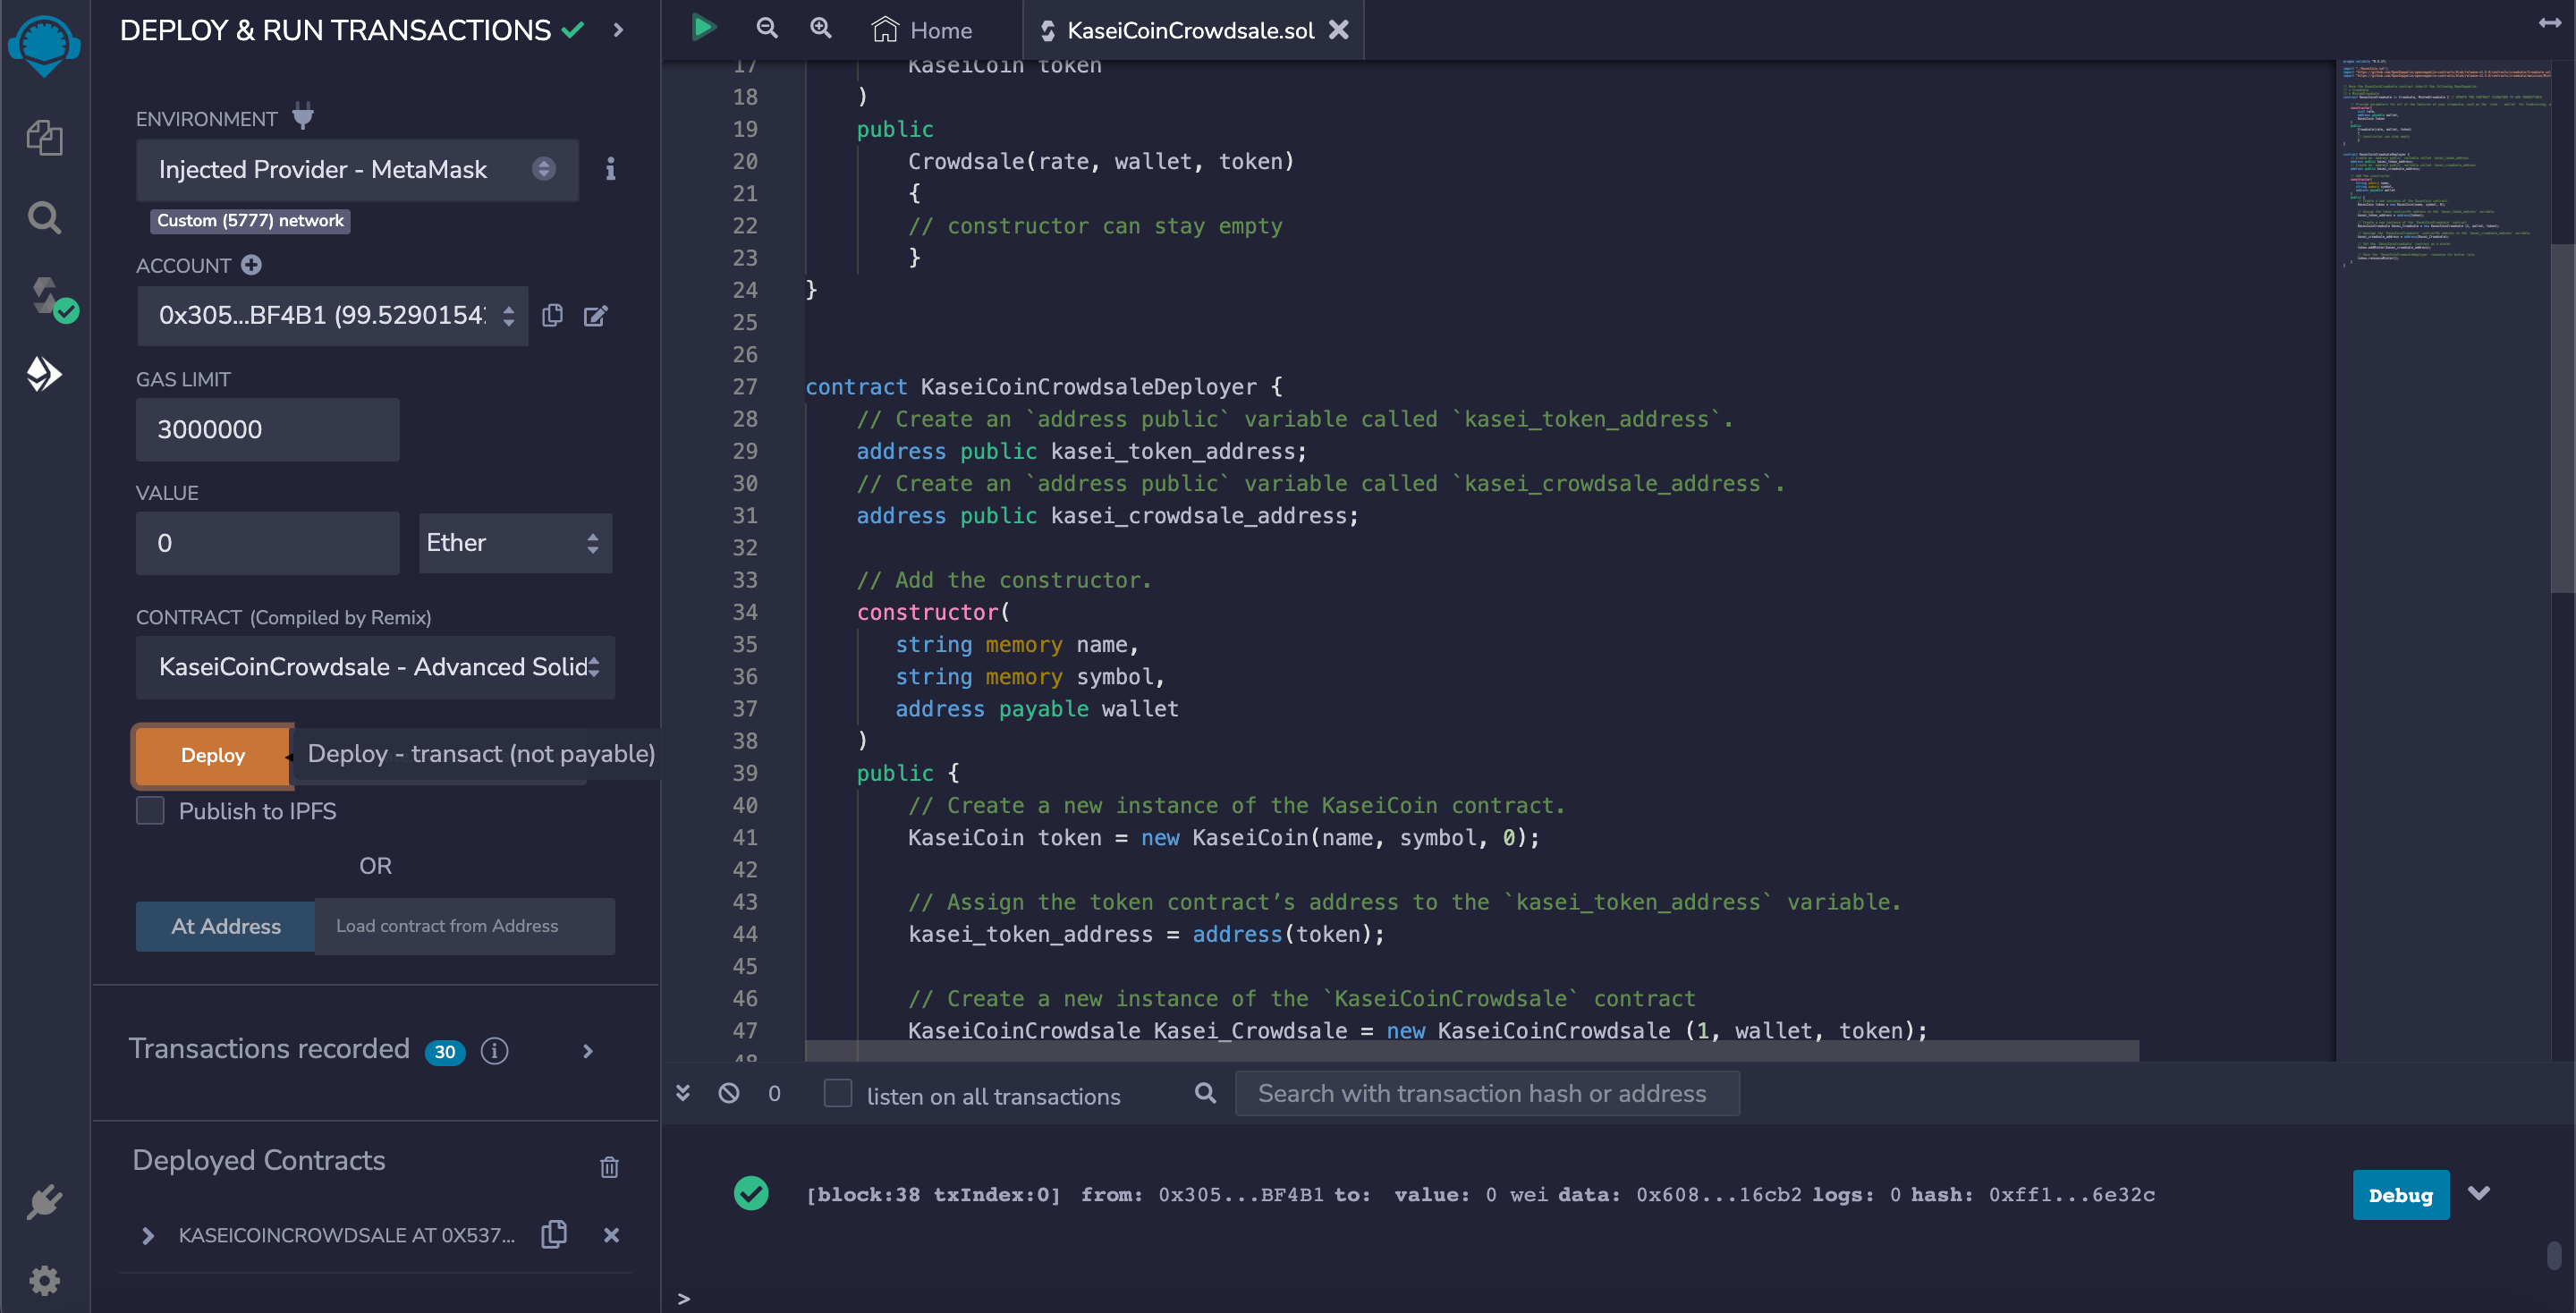 DEPLOY & RUN TRANSACTIONS
ENVIRONMENT
Injected Provider - MetaMask
Custom (5777) network
ACCOUNT
0x305...BF4B1 (99.5290154
GAS LIMIT
3000000
VALUE
0
Ether
CONTRACT (Compiled by Remix)
KaseiCoinCrowdsale - Advanced Solid
Deploy
Deploy - transact (not payable)
Publish to IPFS
OR
At Address
Load contract from Address
Transactions recorded 30 i
Deployed Contracts
KASEICOINCROWDSALE AT 0X537...
Home
KaseiCoinCrowdsale.sol
17 KaseiCoin token
18 )
19 public
20 Crowdsale(rate, wallet, token)
21 {
22 // constructor can stay empty
23 }
24 }
25
26
27 contract KaseiCoinCrowdsaleDeployer {
28 // Create an `address public` variable called `kasei_token_address`.
29 address public kasei_token_address;
30 // Create an `address public` variable called `kasei_crowdsale_address`.
31 address public kasei_crowdsale_address;
32
33 // Add the constructor.
34 constructor(
35 string memory name,
36 string memory symbol,
37 address payable wallet
38 )
39 public {
40 // Create a new instance of the KaseiCoin contract.
41 KaseiCoin token = new KaseiCoin(name, symbol, 0);
42
43 // Assign the token contract’s address to the `kasei_token_address` variable.
44 kasei_token_address = address(token);
45
46 // Create a new instance of the `KaseiCoinCrowdsale` contract
47 KaseiCoinCrowdsale Kasei_Crowdsale = new KaseiCoinCrowdsale (1, wallet, token);
48
0
listen on all transactions
Search with transaction hash or address
[block:38 txIndex:0] from: 0x305...BF4B1 to: value: 0 wei data: 0x608...16cb2 logs: 0 hash: 0xff1...6e32c
Debug
>